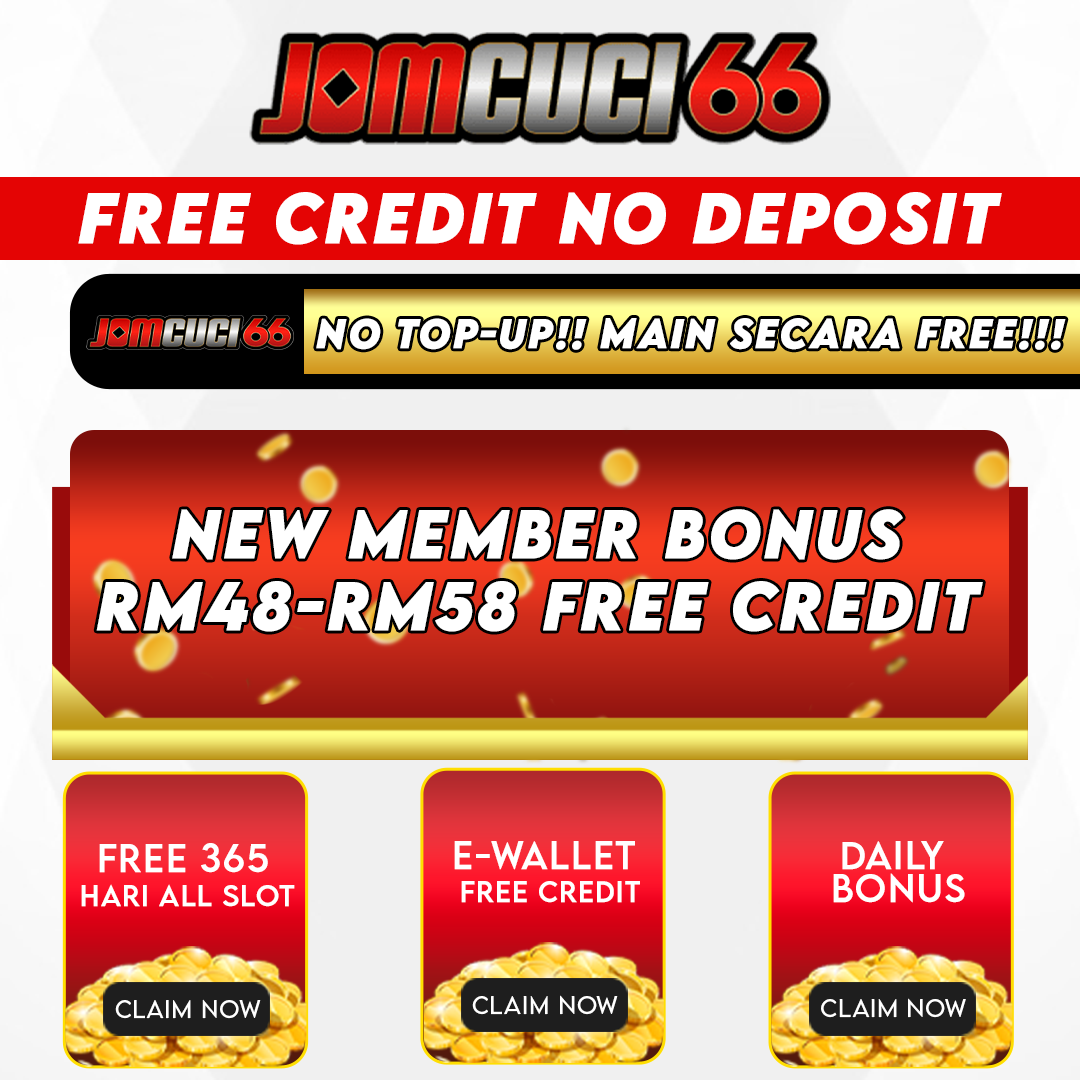 JOMCUCI66
FREE CREDIT NO DEPOSIT
JOMCUCI66 NO TOP-UP!! MAIN SECARA FREE!!!
NEW MEMBER BONUS
RM48-RM58 FREE CREDIT
FREE 365
HARI ALL SLOT
CLAIM NOW
E-WALLET
FREE CREDIT
CLAIM NOW
DAILY
BONUS
CLAIM NOW